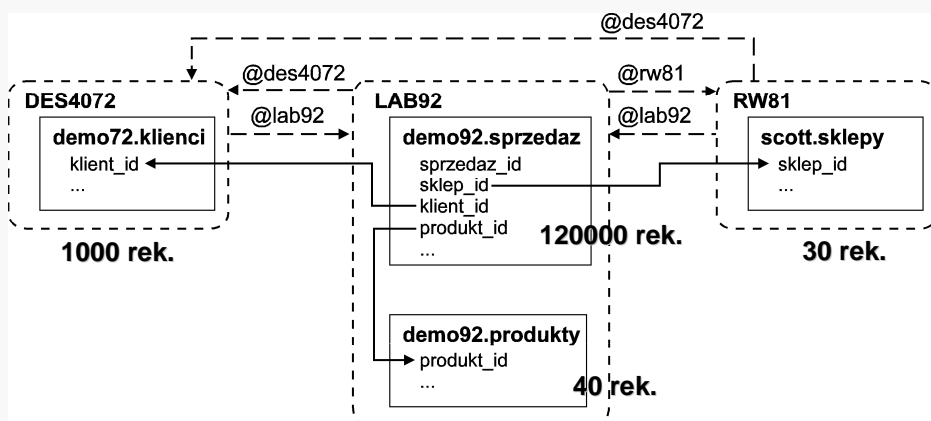 @des4072
@des4072
@lab92
@rw81
@lab92
DES4072
demo72.klienci
klient_id
...
1000 rek.
LAB92
demo92.sprzedaz
sprzedaz_id
sklep_id
klient_id
produkt_id
...
120000 rek.
demo92.produkty
produkt_id
...
40 rek.
RW81
scott.sklepy
sklep_id
...
30 rek.